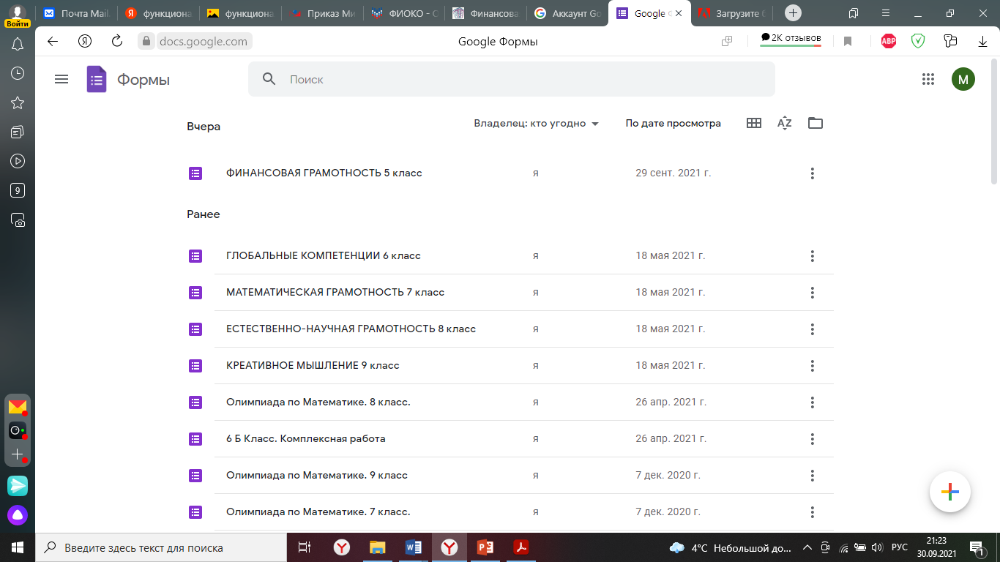 Войти
Почта Mail.
функциона
функциона
Приказ Ми
ФИОКО - С
Финансова
Аккаунт Go
Google Ф
Загрузите б
docs.google.com
Google Формы
2К отзывов
ABP
Формы
Поиск
M
Вчера
Владелец: кто угодно
По дате просмотра
AZ
ФИНАНСОВАЯ ГРАМОТНОСТЬ 5 класс я 29 сент. 2021 г.
Ранее
ГЛОБАЛЬНЫЕ КОМПЕТЕНЦИИ 6 класс я 18 мая 2021 г.
МАТЕМАТИЧЕСКАЯ ГРАМОТНОСТЬ 7 класс я 18 мая 2021 г.
ЕСТЕСТВЕННО-НАУЧНАЯ ГРАМОТНОСТЬ 8 класс я 18 мая 2021 г.
КРЕАТИВНОЕ МЫШЛЕНИЕ 9 класс я 18 мая 2021 г.
Олимпиада по Математике. 8 класс. я 26 апр. 2021 г.
6 Б Класс. Комплексная работа я 26 апр. 2021 г.
Олимпиада по Математике. 9 класс я 7 дек. 2020 г.
Олимпиада по Математике. 7 класс. я 7 дек. 2020 г.
9
Введите здесь текст для поиска
4°C Небольшой до...
РУС
21:23
30.09.2021
1